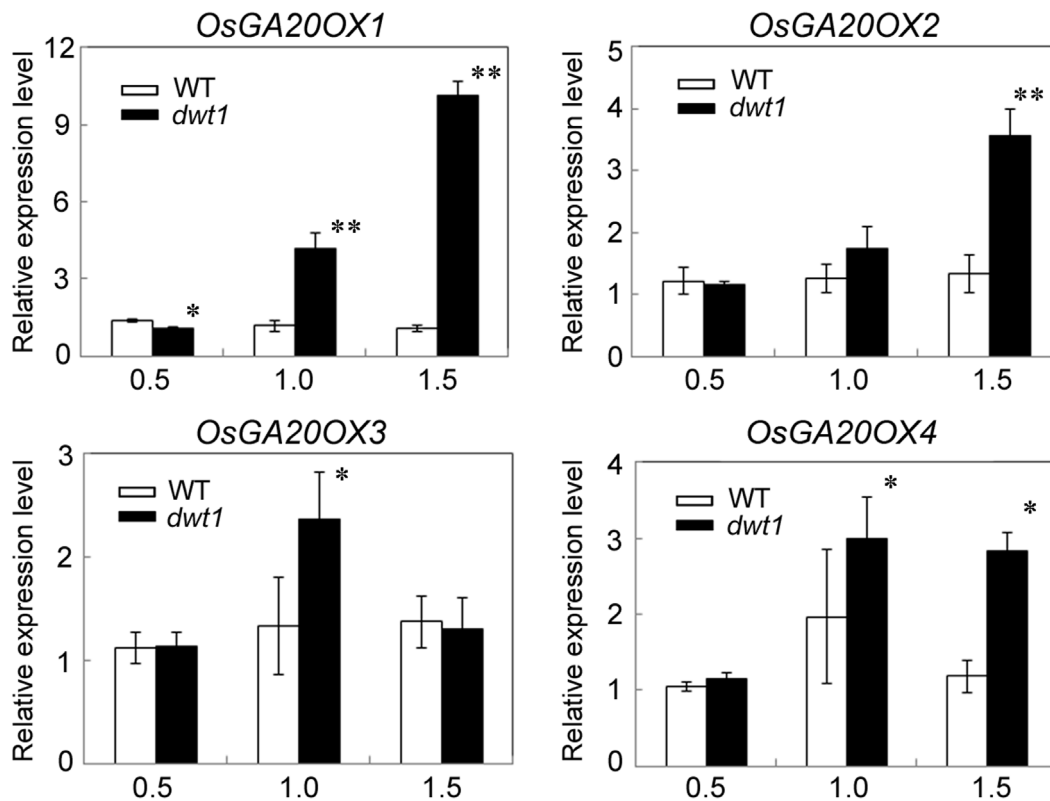 OsGA20OX1
Relative expression level
12
9
6
3
0
WT
dwt1
*
**
**
0.5 1.0 1.5
OsGA20OX2
Relative expression level
5
4
3
2
1
0
WT
dwt1
**
0.5 1.0 1.5
OsGA20OX3
Relative expression level
3
2
1
0
WT
dwt1
*
0.5 1.0 1.5
OsGA20OX4
Relative expression level
4
3
2
1
0
WT
dwt1
*
*
0.5 1.0 1.5